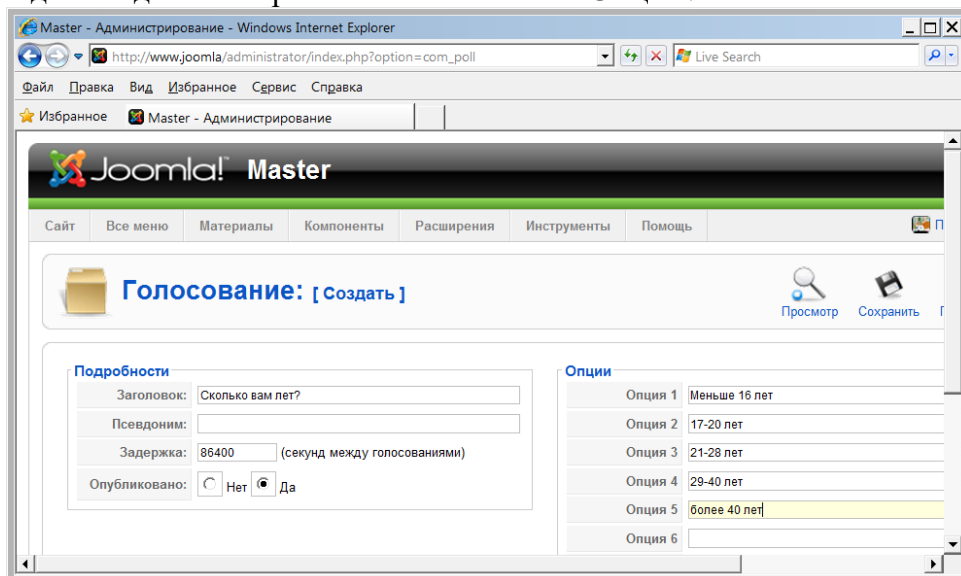 Master - Администрирование - Windows Internet Explorer
http://www.joomla/administrator/index.php?option=com_poll
Live Search
Файл Правка Вид Избранное Сервис Справка
Избранное Master - Администрирование
Joomla! Master
Сайт Все меню Материалы Компоненты Расширения Инструменты Помощь П
Голосование: [ Создать ]
Просмотр Сохранить
Подробности
Заголовок: Сколько вам лет?
Псевдоним:
Задержка: 86400 (секунд между голосованиями)
Опубликовано: Нет Да
Опции
Опция 1 Меньше 16 лет
Опция 2 17-20 лет
Опция 3 21-28 лет
Опция 4 29-40 лет
Опция 5 более 40 лет
Опция 6